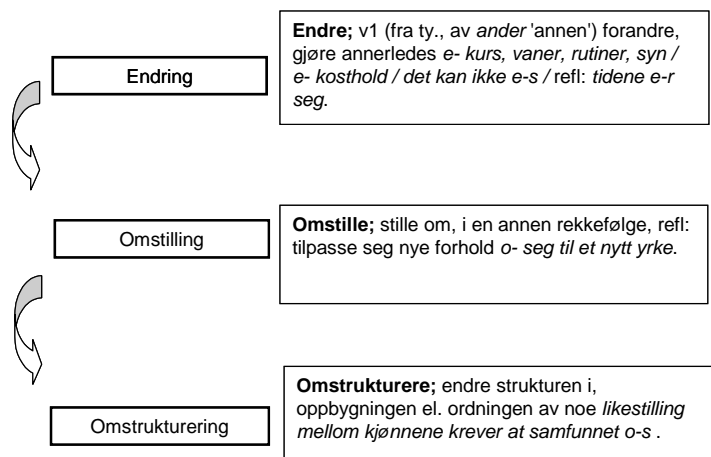 Endring
Endre; v1 (fra ty., av ander 'annen') forandre,
gjøre annerledes e- kurs, vaner, rutiner, syn /
e- kosthold / det kan ikke e-s / refl: tidene e-r
seg.
Omstilling
Omstille; stille om, i en annen rekkefølge, refl:
tilpasse seg nye forhold o- seg til et nytt yrke.
Omstrukturering
Omstrukturere; endre strukturen i,
oppbygningen el. ordningen av noe likestilling
mellom kjønnene krever at samfunnet o-s .